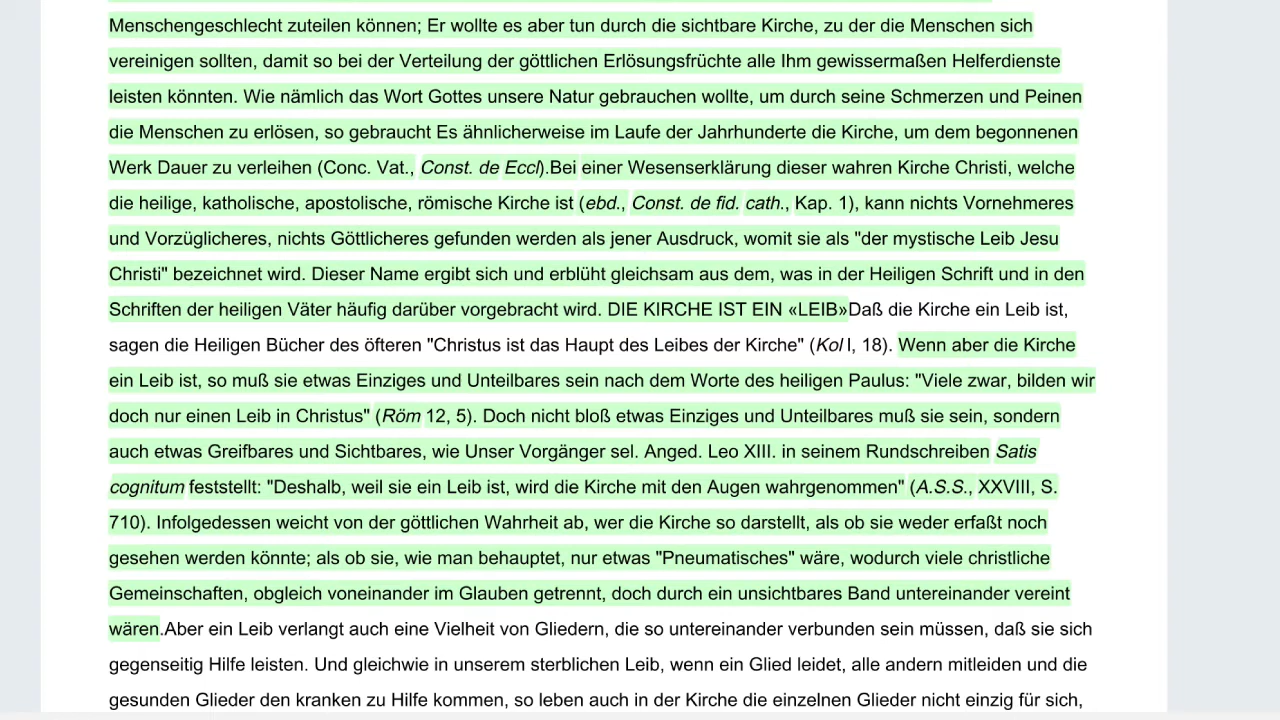 Menschengeschlecht zuteilen können; Er wollte es aber tun durch die sichtbare Kirche, zu der die Menschen sich
vereinigen sollten, damit so bei der Verteilung der göttlichen Erlösungsfrüchte alle Ihm gewissermaßen Helferdienste
leisten könnten. Wie nämlich das Wort Gottes unsere Natur gebrauchen wollte, um durch seine Schmerzen und Peinen
die Menschen zu erlösen, so gebraucht Es ähnlicherweise im Laufe der Jahrhunderte die Kirche, um dem begonnenen
Werk Dauer zu verleihen (Conc. Vat., Const. de Eccl).Bei einer Wesenserklärung dieser wahren Kirche Christi, welche
die heilige, katholische, apostolische, römische Kirche ist (ebd., Const. de fid. cath., Kap. 1), kann nichts Vornehmeres
und Vorzüglicheres, nichts Göttlicheres gefunden werden als jener Ausdruck, womit sie als "der mystische Leib Jesu
Christi" bezeichnet wird. Dieser Name ergibt sich und erblüht gleichsam aus dem, was in der Heiligen Schrift und in den
Schriften der heiligen Väter häufig darüber vorgebracht wird. DIE KIRCHE IST EIN «LEIB»Daß die Kirche ein Leib ist,
sagen die Heiligen Bücher des öfteren "Christus ist das Haupt des Leibes der Kirche" (Kol I, 18). Wenn aber die Kirche
ein Leib ist, so muß sie etwas Einziges und Unteilbares sein nach dem Worte des heiligen Paulus: "Viele zwar, bilden wir
doch nur einen Leib in Christus" (Röm 12, 5). Doch nicht bloß etwas Einziges und Unteilbares muß sie sein, sondern
auch etwas Greifbares und Sichtbares, wie Unser Vorgänger sel. Anged. Leo XIII. in seinem Rundschreiben Satis
cognitum feststellt: "Deshalb, weil sie ein Leib ist, wird die Kirche mit den Augen wahrgenommen" (A.S.S., XXVIII, S.
710). Infolgedessen weicht von der göttlichen Wahrheit ab, wer die Kirche so darstellt, als ob sie weder erfaßt noch
gesehen werden könnte; als ob sie, wie man behauptet, nur etwas "Pneumatisches" wäre, wodurch viele christliche
Gemeinschaften, obgleich voneinander im Glauben getrennt, doch durch ein unsichtbares Band untereinander vereint
wären.Aber ein Leib verlangt auch eine Vielheit von Gliedern, die so untereinander verbunden sein müssen, daß sie sich
gegenseitig Hilfe leisten. Und gleichwie in unserem sterblichen Leib, wenn ein Glied leidet, alle andern mitleiden und die
gesunden Glieder den kranken zu Hilfe kommen, so leben auch in der Kirche die einzelnen Glieder nicht einzig für sich,